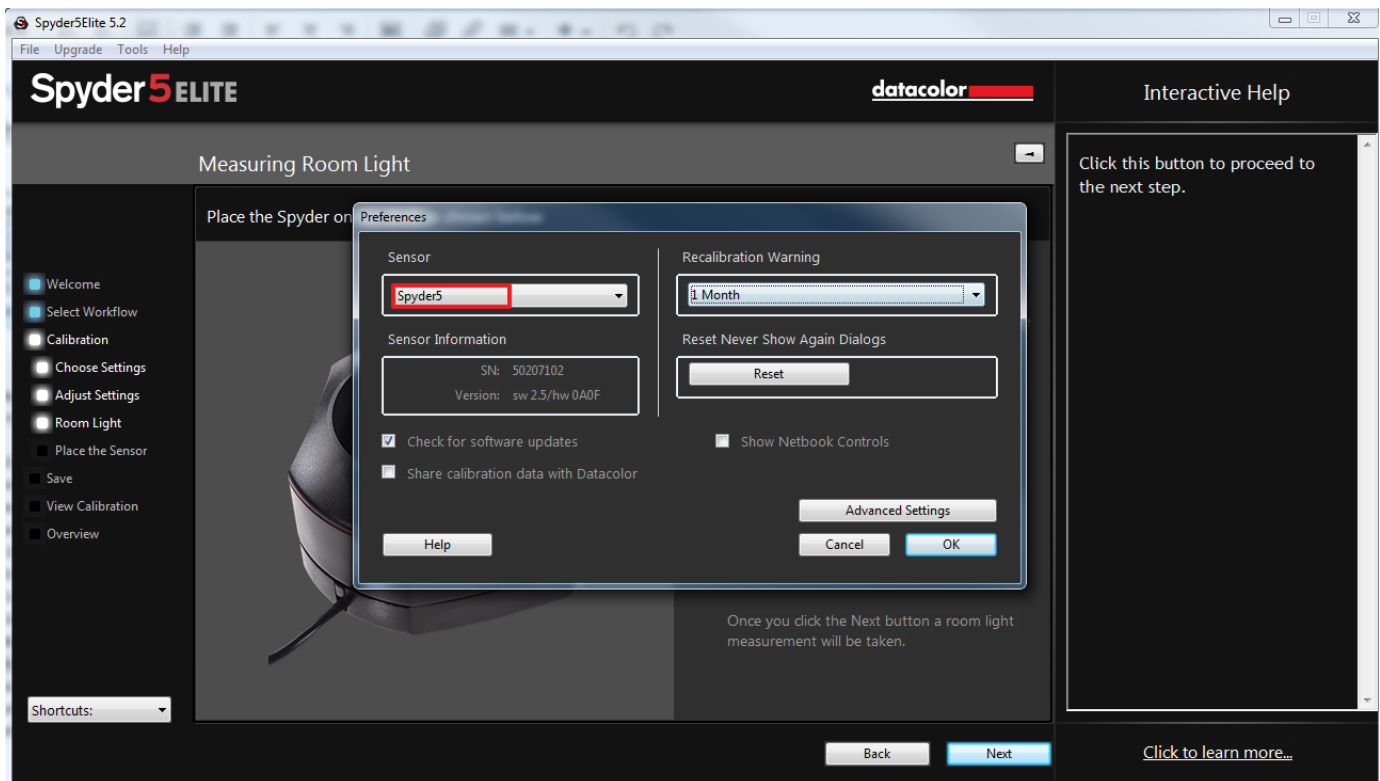 Spyder5Elite 5.2
File Upgrade Tools Help
Spyder5ELITE
datacolor
Interactive Help
Measuring Room Light
Click this button to proceed to
the next step.
Place the Spyder on
Preferences
Sensor
Spyder5
Recalibration Warning
1 Month
Sensor Information
SN: 50207102
Version: sw 2.5/hw 0A0F
Reset Never Show Again Dialogs
Reset
Check for software updates
Share calibration data with Datacolor
Show Netbook Controls
Advanced Settings
Help
Cancel
OK
Welcome
Select Workflow
Calibration
Choose Settings
Adjust Settings
Room Light
Place the Sensor
Save
View Calibration
Overview
Once you click the Next button a room light
measurement will be taken.
Shortcuts:
Back
Next
Click to learn more...